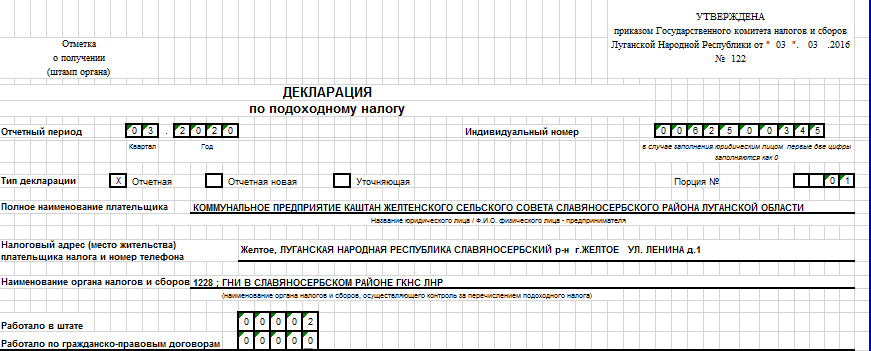 УТВЕРЖДЕНА
приказом Государственного комитета налогов и сборов
Луганской Народной Республики от " 03 ". 03 .2016
№ 122
Отметка
о получении
(штамп органа)
ДЕКЛАРАЦИЯ
по подоходному налогу
Отчетный период 0 3 . 2 0 2 0 Индивидуальный номер 0 0 6 2 5 0 0 3 4 5
Квартал Год в случае заполнения юридическим лицом первые две цифры
заполняются как 0
Тип декларации X Отчетная Отчетная новая Уточняющая Порция № 0 1
Полное наименование плательщика КОММУНАЛЬНОЕ ПРЕДПРИЯТИЕ КАШТАН ЖЕЛТЕНСКОГО СЕЛЬСКОГО СОВЕТА СЛАВЯНОСЕРБСКОГО РАЙОНА ЛУГАНСКОЙ ОБЛАСТИ
Название юридического лица / Ф.И.О. физического лица - предпринимателя
Налоговый адрес (место жительства)
плательщика налога и номер телефона Желтое, ЛУГАНСКАЯ НАРОДНАЯ РЕСПУБЛИКА СЛАВЯНОСЕРБСКИЙ р-н г.ЖЕЛТОЕ УЛ. ЛЕНИНА д.1
Наименование органа налогов и сборов 1228 ; ГНИ В СЛАВЯНОСЕРБСКОМ РАЙОНЕ ГКНС ЛНР
(наименование органа налогов и сборов, осуществляющего контроль за перечислением подоходного налога)
Работало в штате 0 0 0 0 2
Работало по гражданско-правовым договорам 0 0 0 0 0